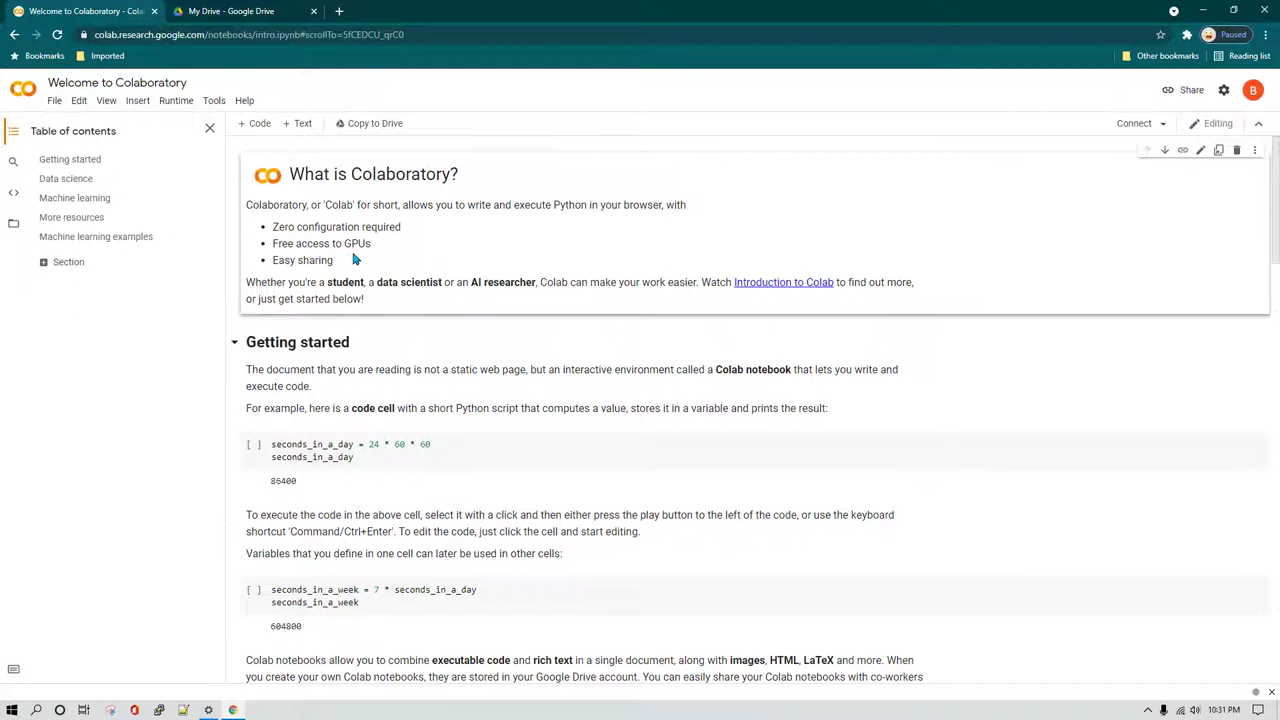 Welcome to Colaboratory - Cola
My Drive - Google Drive
colab.research.google.com/notebooks/intro.ipynb#scrollTo=5fCEDCU_qrC0
Paused
Bookmarks
Imported
Other bookmarks
Reading list
Welcome to Colaboratory
File Edit View Insert Runtime Tools Help
Share
B
Table of contents
Getting started
Data science
Machine learning
More resources
Machine learning examples
Section
+ Code + Text
Copy to Drive
Connect
Editing
What is Colaboratory?
Colaboratory, or 'Colab' for short, allows you to write and execute Python in your browser, with
• Zero configuration required
• Free access to GPUs
• Easy sharing
Whether you're a student, a data scientist or an AI researcher, Colab can make your work easier. Watch Introduction to Colab to find out more,
or just get started below!
Getting started
The document that you are reading is not a static web page, but an interactive environment called a Colab notebook that lets you write and
execute code.
For example, here is a code cell with a short Python script that computes a value, stores it in a variable and prints the result:
[ ] seconds_in_a_day = 24 * 60 * 60
seconds_in_a_day
86400
To execute the code in the above cell, select it with a click and then either press the play button to the left of the code, or use the keyboard
shortcut 'Command/Ctrl+Enter'. To edit the code, just click the cell and start editing.
Variables that you define in one cell can later be used in other cells:
[ ] seconds_in_a_week = 7 * seconds_in_a_day
seconds_in_a_week
604800
Colab notebooks allow you to combine executable code and rich text in a single document, along with images, HTML, LaTeX and more. When
you create your own Colab notebooks, they are stored in your Google Drive account. You can easily share your Colab notebooks with co-workers
10:31 PM